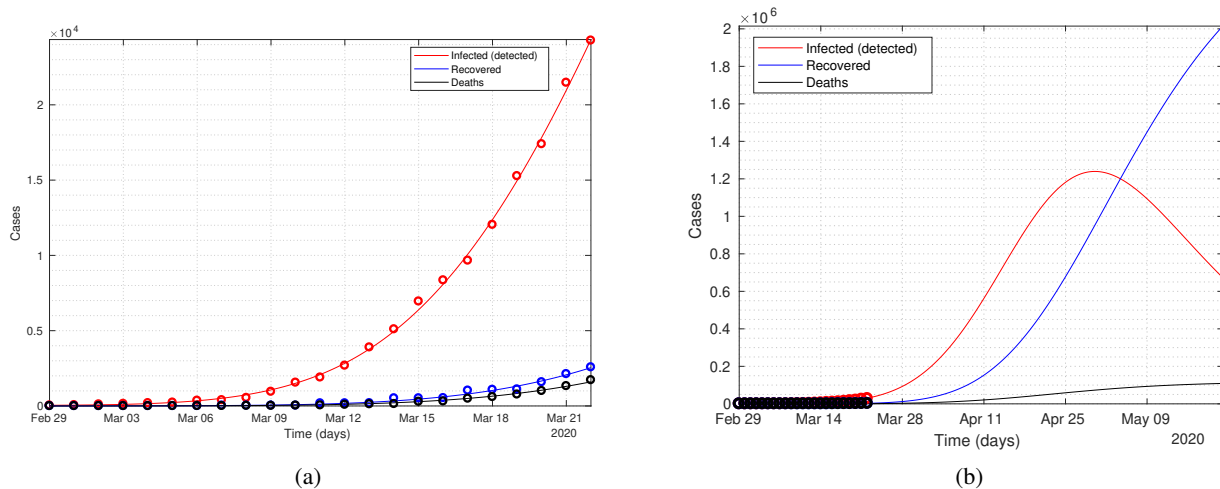 ×10^4
2
1.5
1
0.5
0
Cases
Infected (detected)
Recovered
Deaths
Feb 29 Mar 03 Mar 06 Mar 09 Mar 12 Mar 15 Mar 18 Mar 21
Time (days) 2020
(a)
×10^6
2
1.8
1.6
1.4
1.2
1
0.8
0.6
0.4
0.2
0
Cases
Infected (detected)
Recovered
Deaths
Feb 29 Mar 14 Mar 28 Apr 11 Apr 25 May 09
Time (days) 2020
(b)